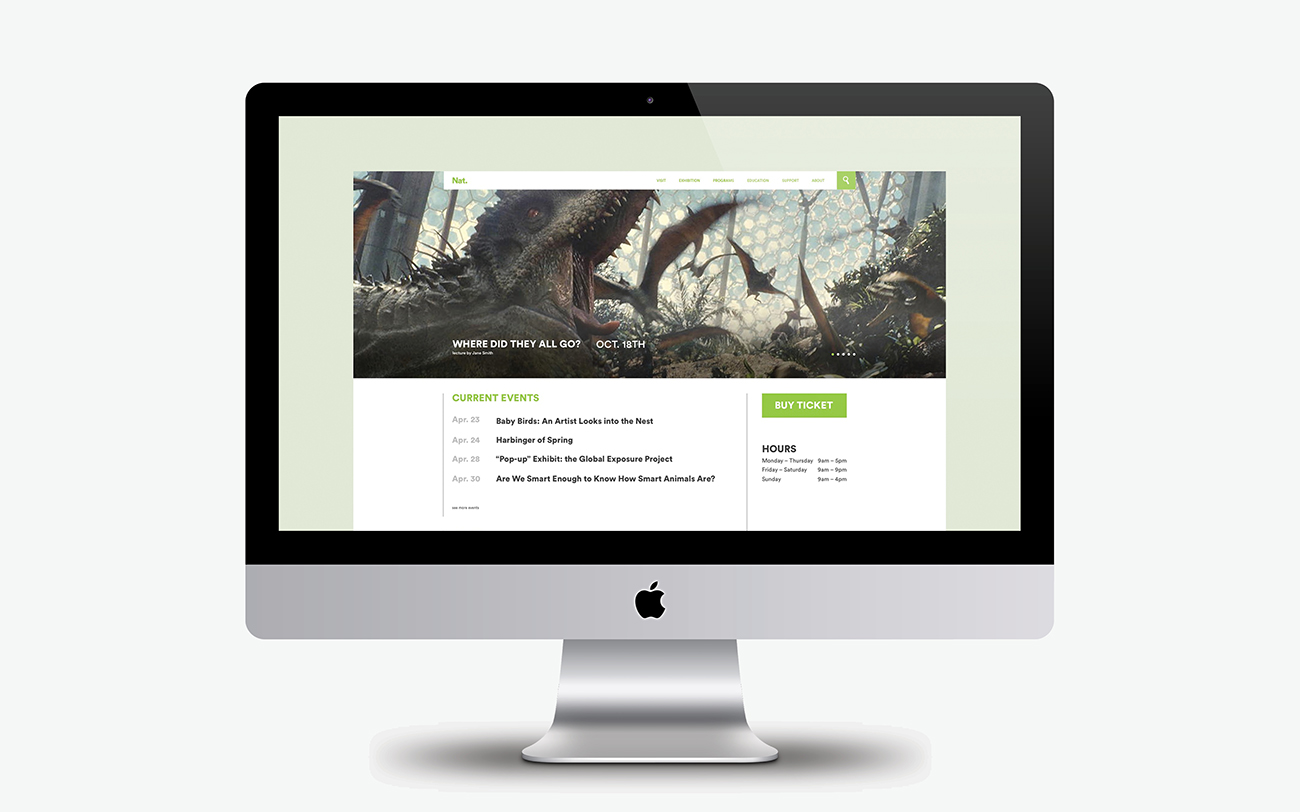 Nat.
VISIT EXHIBITION PROGRAMS EDUCATION SUPPORT ABOUT
WHERE DID THEY ALL GO? OCT. 18TH
lecture by Jane Smith
CURRENT EVENTS
Apr. 23 Baby Birds: An Artist Looks into the Nest
Apr. 24 Harbinger of Spring
Apr. 28 “Pop-up” Exhibit: the Global Exposure Project
Apr. 30 Are We Smart Enough to Know How Smart Animals Are?
see more events
BUY TICKET
HOURS
Monday – Thursday 9am – 5pm
Friday – Saturday 9am – 9pm
Sunday 9am – 4pm